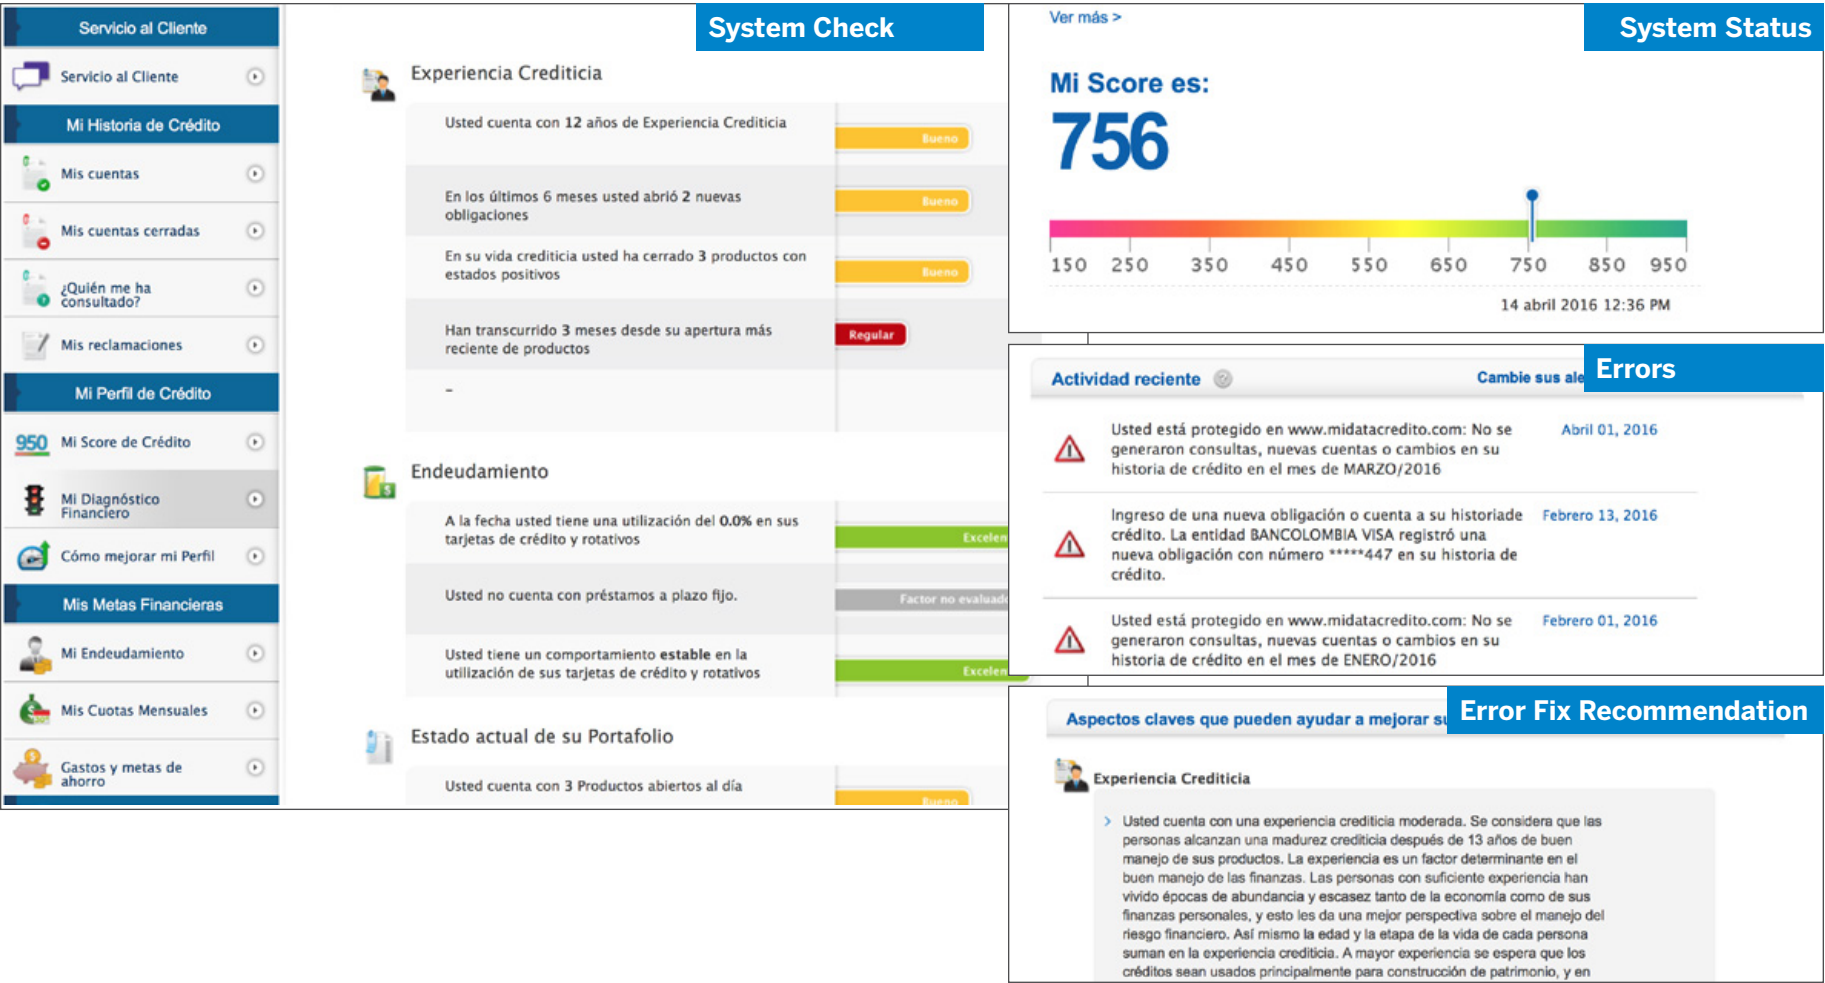 Servicio al Cliente
Servicio al Cliente
Mi Historia de Crédito
Mis cuentas
Mis cuentas cerradas
¿Quién me ha
consultado?
Mis reclamaciones
Mi Perfil de Crédito
950 Mi Score de Crédito
Mi Diagnóstico
Financiero
Cómo mejorar mi Perfil
Mis Metas Financieras
Mi Endeudamiento
Mis Cuotas Mensuales
Gastos y metas de
ahorro
System Check
Experiencia Crediticia
Usted cuenta con 12 años de Experiencia Crediticia
Bueno
En los últimos 6 meses usted abrió 2 nuevas
obligaciones
Bueno
En su vida crediticia usted ha cerrado 3 productos con
estados positivos
Bueno
Han transcurrido 3 meses desde su apertura más
reciente de productos
Regular
–
Endeudamiento
A la fecha usted tiene una utilización del 0.0% en sus
tarjetas de crédito y rotativos
Excelen
Usted no cuenta con préstamos a plazo fijo.
Factor no evaluado
Usted tiene un comportamiento estable en la
utilización de sus tarjetas de crédito y rotativos
Excelen
Estado actual de su Portafolio
Usted cuenta con 3 Productos abiertos al día
Bueno
Ver más >
System Status
Mi Score es:
756
150 250 350 450 550 650 750 850 950
14 abril 2016 12:36 PM
Actividad reciente
Cambie sus ale
Errors
Usted está protegido en www.midatacredito.com: No se
generaron consultas, nuevas cuentas o cambios en su
historia de crédito en el mes de MARZO/2016
Abril 01, 2016
Ingreso de una nueva obligación o cuenta a su historiade
crédito. La entidad BANCOLOMBIA VISA registró una
nueva obligación con número *****447 en su historia de
crédito.
Febrero 13, 2016
Usted está protegido en www.midatacredito.com: No se
generaron consultas, nuevas cuentas o cambios en su
historia de crédito en el mes de ENERO/2016
Febrero 01, 2016
Aspectos claves que pueden ayudar a mejorar su
Error Fix Recommendation
Experiencia Crediticia
> Usted cuenta con una experiencia crediticia moderada. Se considera que las
personas alcanzan una madurez crediticia después de 13 años de buen
manejo de sus productos. La experiencia es un factor determinante en el
buen manejo de las finanzas. Las personas con suficiente experiencia han
vivido épocas de abundancia y escasez tanto de la economía como de sus
finanzas personales, y esto les da una mejor perspectiva sobre el manejo del
riesgo financiero. Así mismo la edad y la etapa de la vida de cada persona
suman en la experiencia crediticia. A mayor experiencia se espera que los
créditos sean usados principalmente para construcción de patrimonio, y en